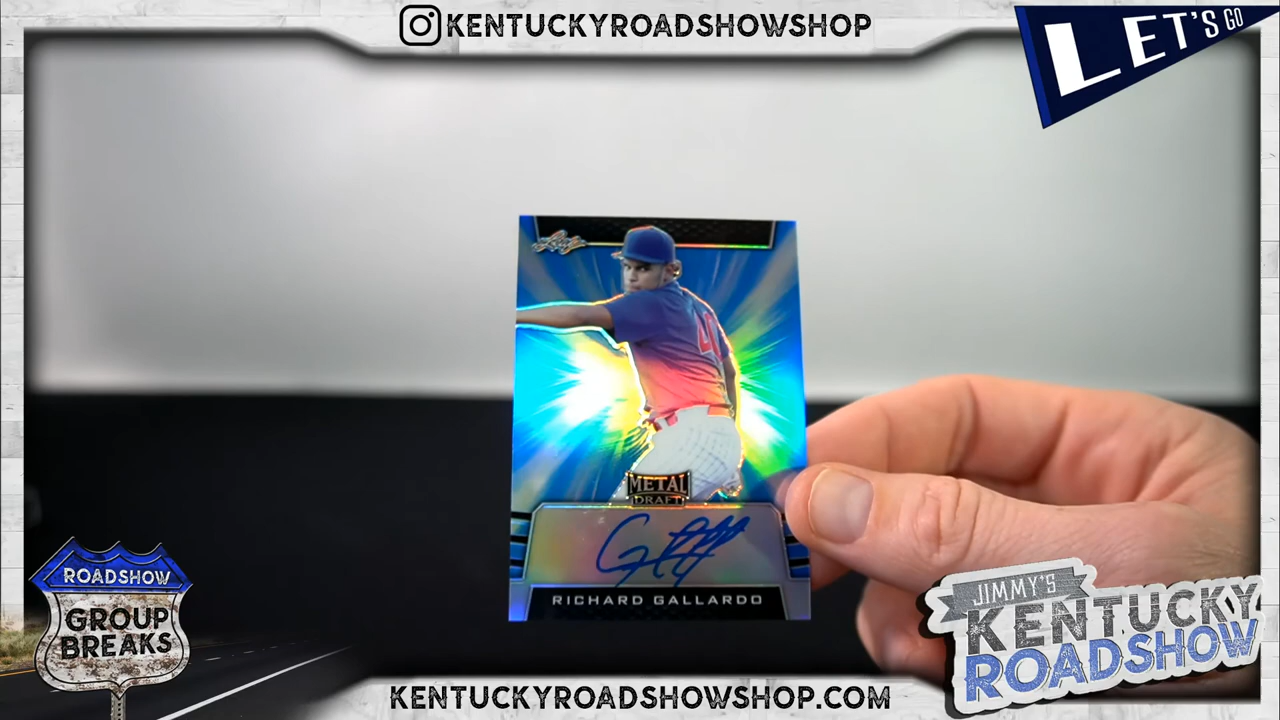 KENTUCKYROADSHOWSHOP
LET'S GO
Leaf
METAL
DRAFT
RICHARD GALLARDO
ROADSHOW
GROUP
BREAKS
JIMMY'S
KENTUCKY
ROADSHOW
KENTUCKYROADSHOWSHOP.COM